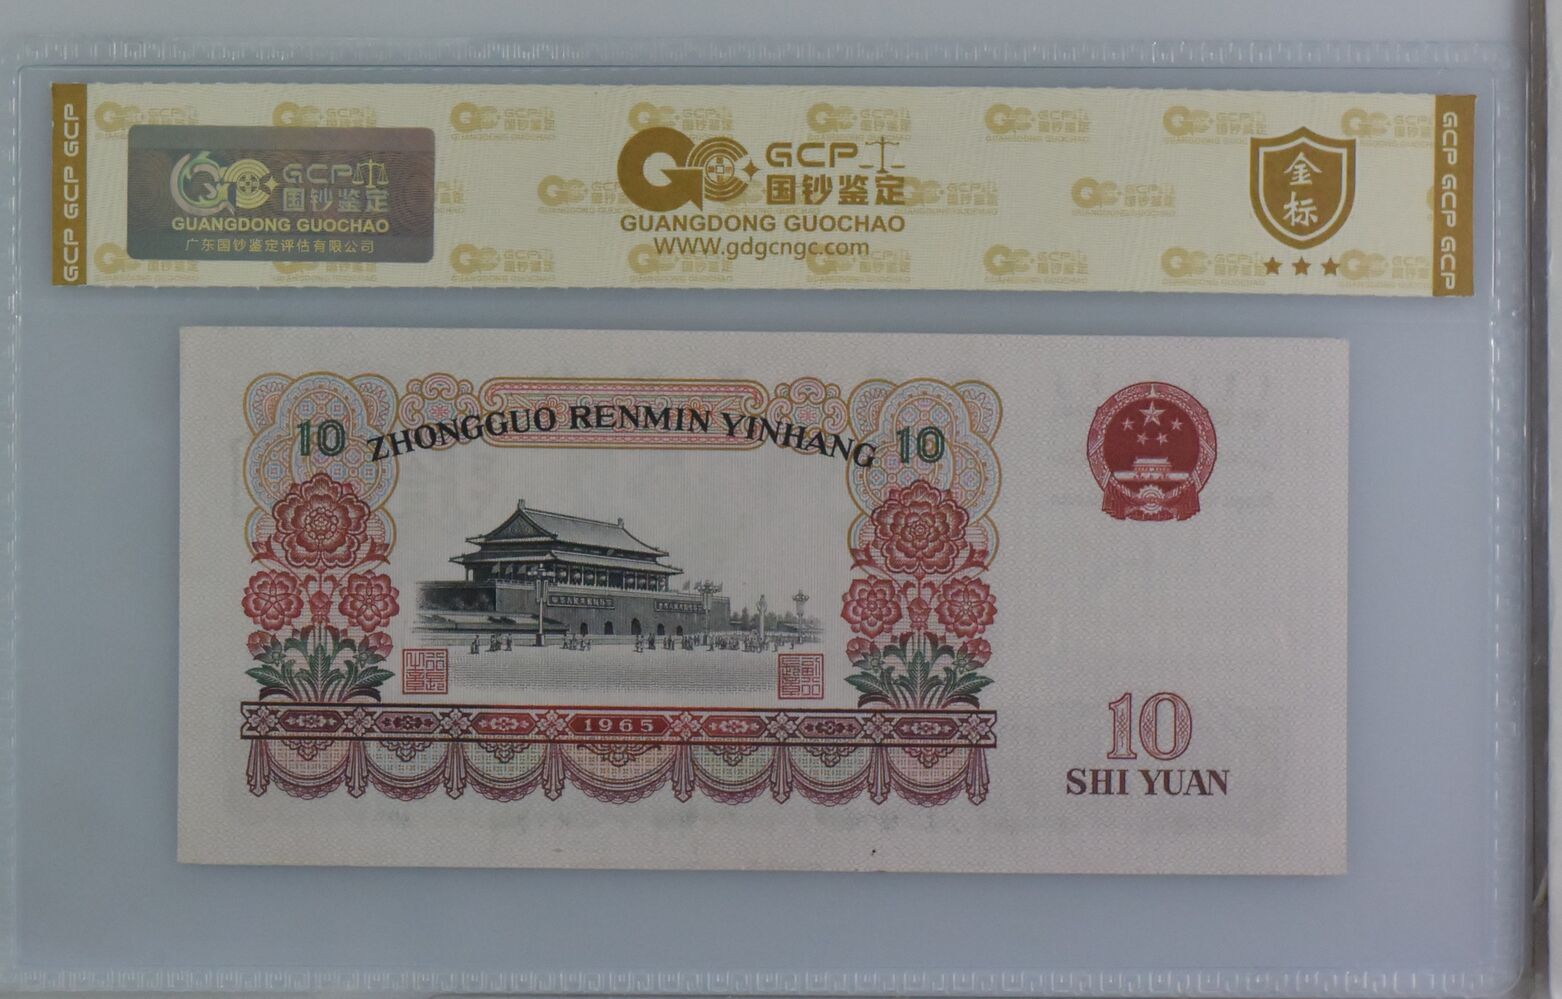 GCP GCP GCP
GCP
国钞鉴定
GUANGDONG GUOCHAO
广东国钞鉴定评估有限公司
GCP
国钞鉴定
GUANGDONG GUOCHAO
WWW.gdgcngc.com
金
标
GCP GCP GCP
10 ZHONGGUO RENMIN YINHANG 10
1965
10
SHI YUAN